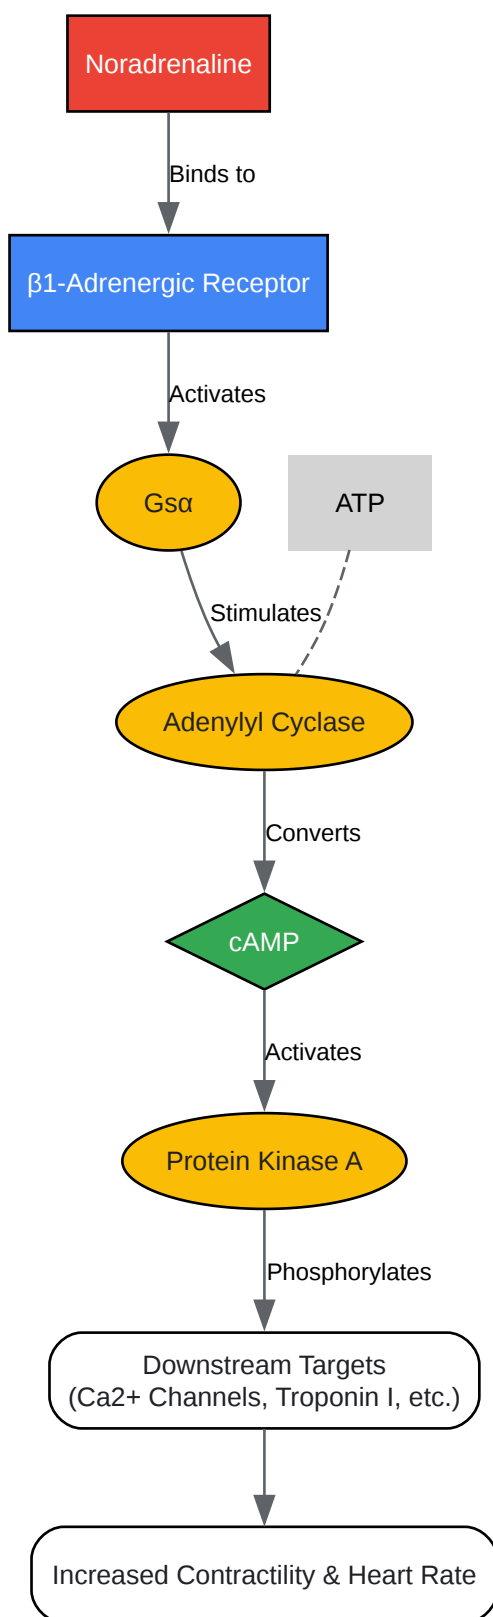 Noradrenaline
Binds to
β1-Adrenergic Receptor
Activates
Gsα
ATP
Stimulates
Adenylyl Cyclase
Converts
cAMP
Activates
Protein Kinase A
Phosphorylates
Downstream Targets
(Ca2+ Channels, Troponin I, etc.)
Increased Contractility & Heart Rate